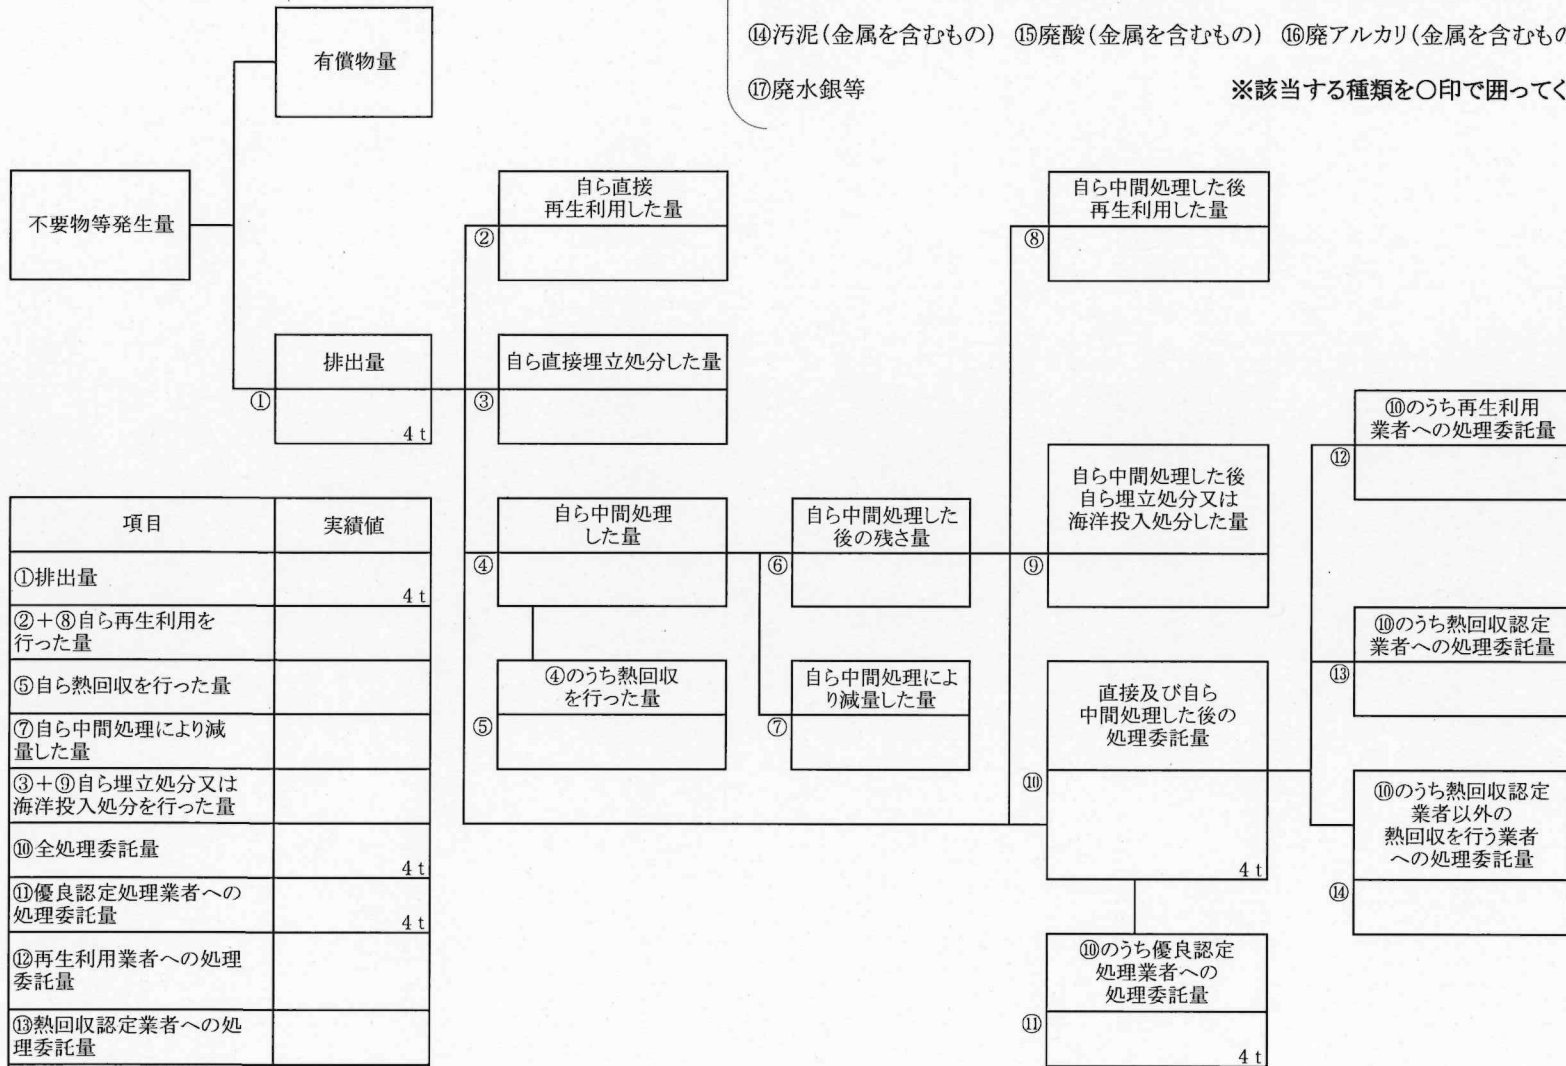 ⑭汚泥(金属を含むもの) ⑮廃酸(金属を含むもの) ⑯廃アルカリ(金属を含むもの
⑰廃水銀等
※該当する種類を○印で囲ってく
有償物量
不要物等発生量
排出量
①
4 t
自ら直接
再生利用した量
②
自ら直接埋立処分した量
③
自ら中間処理
した量
④
④のうち熱回収
を行った量
⑤
自ら中間処理した
後の残さ量
⑥
自ら中間処理によ
り減量した量
⑦
自ら中間処理した後
再生利用した量
⑧
自ら中間処理した後
自ら埋立処分又は
海洋投入処分した量
⑨
直接及び自ら
中間処理した後の
処理委託量
⑩
4 t
⑩のうち優良認定
処理業者への
処理委託量
⑪
4 t
⑩のうち再生利用
業者への処理委託量
⑫
⑩のうち熱回収認定
業者への処理委託量
⑬
⑩のうち熱回収認定
業者以外の
熱回収を行う業者
への処理委託量
⑭
項目 実績値
①排出量 4 t
②+⑧自ら再生利用を
行った量
⑤自ら熱回収を行った量
⑦自ら中間処理により減
量した量
③+⑨自ら埋立処分又は
海洋投入処分を行った量
⑩全処理委託量 4 t
⑪優良認定処理業者への
処理委託量 4 t
⑫再生利用業者への処理
委託量
⑬熱回収認定業者への処
理委託量